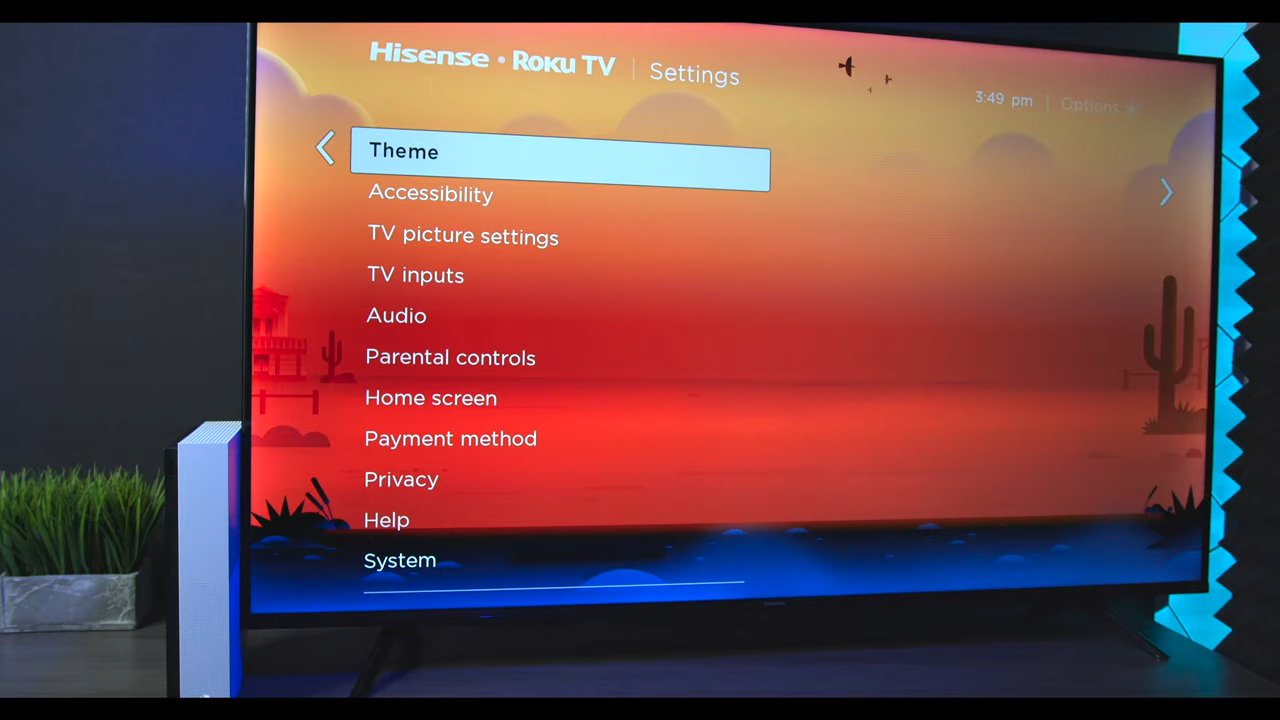 Hisense • Roku TV | Settings
3:49 pm | Options
Theme
Accessibility
TV picture settings
TV inputs
Audio
Parental controls
Home screen
Payment method
Privacy
Help
System